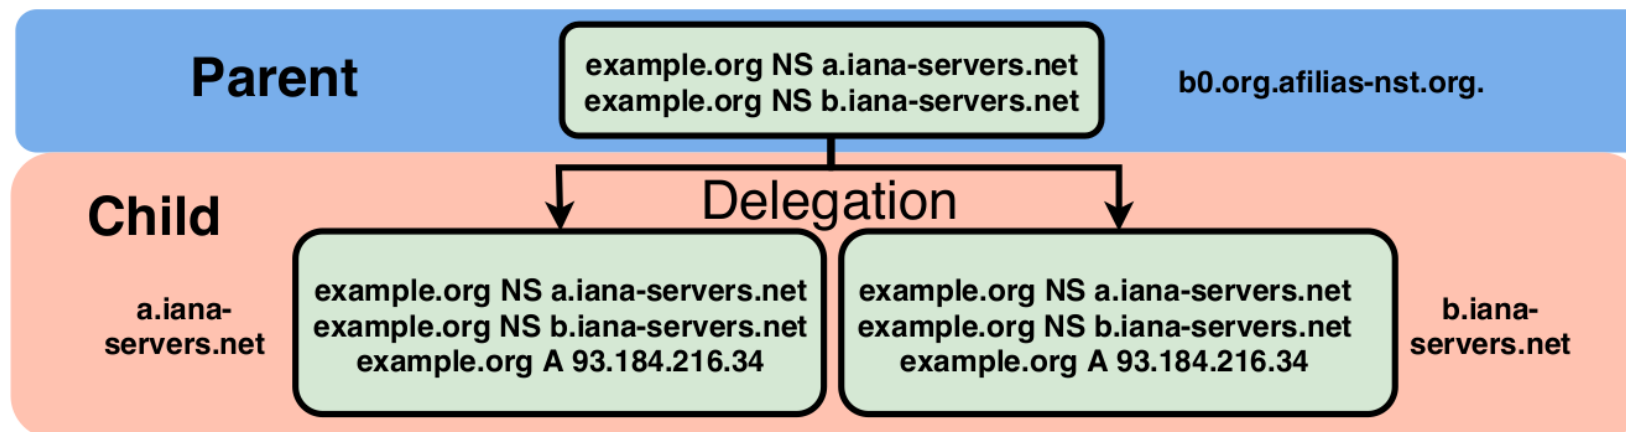 Parent
example.org NS a.iana-servers.net
example.org NS b.iana-servers.net
b0.org.afilias-nst.org.
Delegation
Child
a.iana-
servers.net
example.org NS a.iana-servers.net
example.org NS b.iana-servers.net
example.org A 93.184.216.34
example.org NS a.iana-servers.net
example.org NS b.iana-servers.net
example.org A 93.184.216.34
b.iana-
servers.net